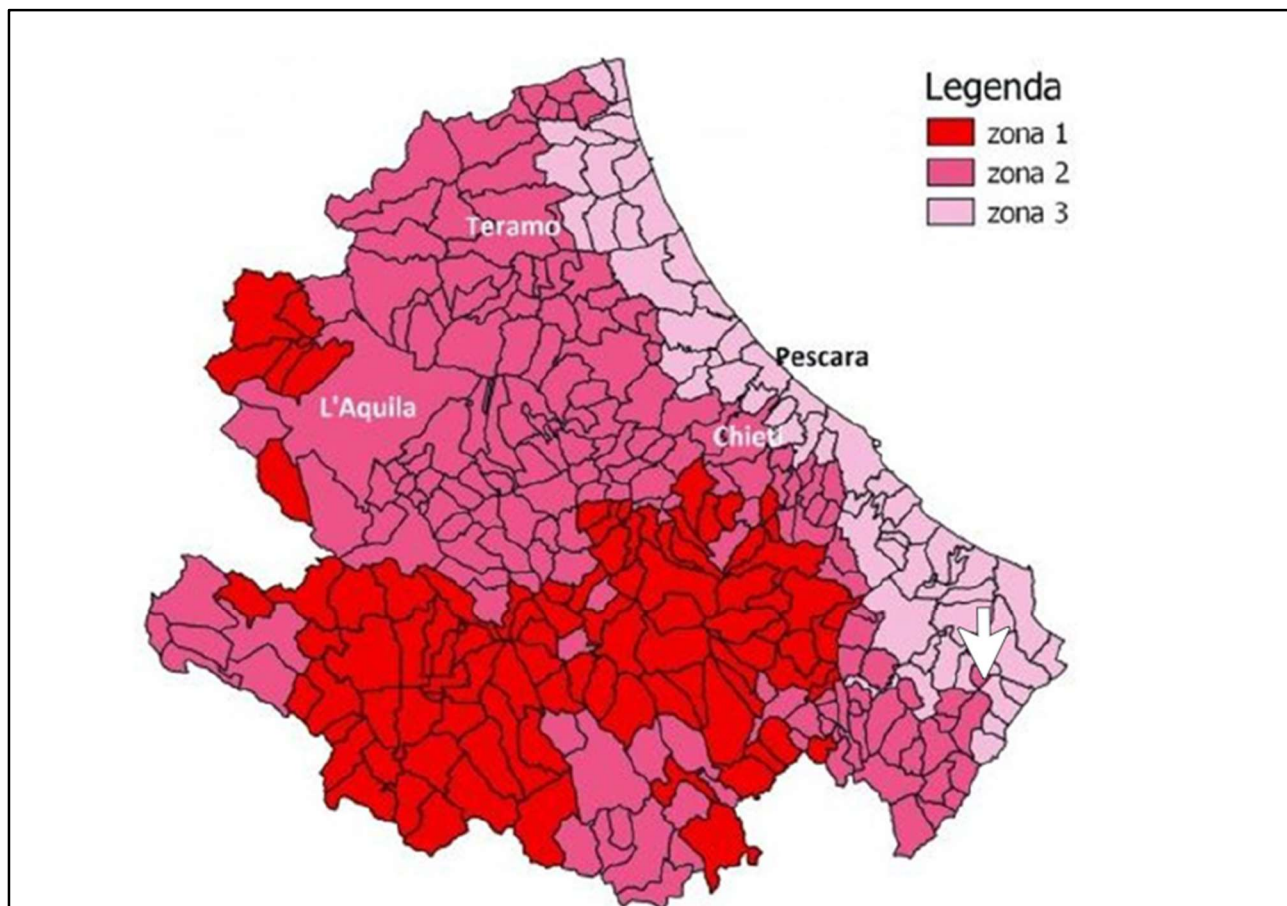 Legenda
zona 1
zona 2
zona 3
Teramo
Pescara
L'Aquila
Chieti